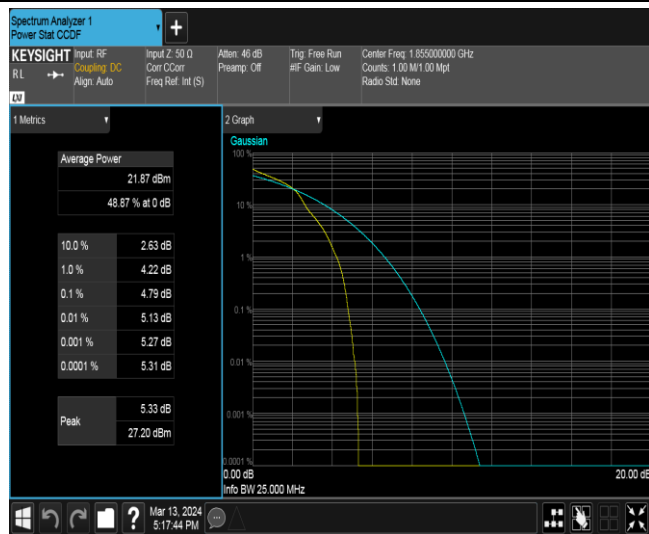 Spectrum Analyzer 1
Power Stat CCDF
+
KEYSIGHT
RL
LXI
Input: RF
Coupling: DC
Align: Auto
Input Z: 50 Ω
Corr CCorr
Freq Ref: Int (S)
Atten: 46 dB
Preamp: Off
Trig: Free Run
#IF Gain: Low
Center Freq: 1.855000000 GHz
Counts: 1.00 M/1.00 Mpt
Radio Std: None
1 Metrics
Average Power
21.87 dBm
48.87 % at 0 dB
10.0 % 2.63 dB
1.0 % 4.22 dB
0.1 % 4.79 dB
0.01 % 5.13 dB
0.001 % 5.27 dB
0.0001 % 5.31 dB
Peak
5.33 dB
27.20 dBm
2 Graph
Gaussian
100 %
10 %
1 %
0.1 %
0.01 %
0.001 %
0.0001 %
0.00 dB
20.00 dB
Info BW 25.000 MHz
?
Mar 13, 2024
5:17:44 PM